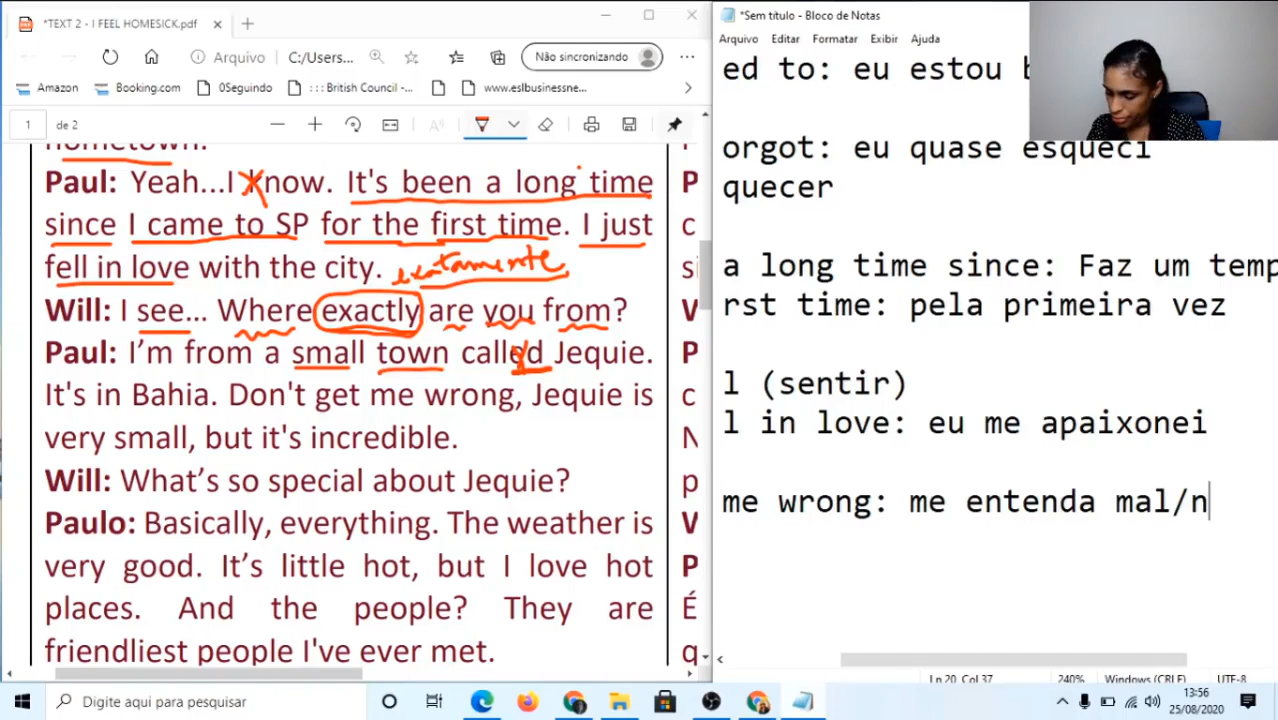 *TEXT 2 - I FEEL HOMESICK.pdf
Arquivo
C:/Users...
Não sincronizando
Amazon
Booking.com
0Seguindo
: : : British Council -...
www.eslbusinessne...
1
de 2
hometown.
Paul: Yeah...I know. It's been a long time
since I came to SP for the first time. I just
fell in love with the city.
exatamente
Will: I see... Where exactly are you from?
Paul: I'm from a small town called Jequie.
It's in Bahia. Don't get me wrong, Jequie is
very small, but it's incredible.
Will: What's so special about Jequie?
Paulo: Basically, everything. The weather is
very good. It's little hot, but I love hot
places. And the people? They are
friendliest people I've ever met.
P
c
si
V
P
c
N
p
V
P
É
q
*Sem título - Bloco de Notas
Arquivo Editar Formatar Exibir Ajuda
ed to: eu estou
orgot: eu quase esqueci
quecer
a long time since: Faz um temp
rst time: pela primeira vez
l (sentir)
l in love: eu me apaixonei
me wrong: me entenda mal/n
Ln 20, Col 37
240%
Windows (CRLF)
UTF-8
Digite aqui para pesquisar
13:56
25/08/2020